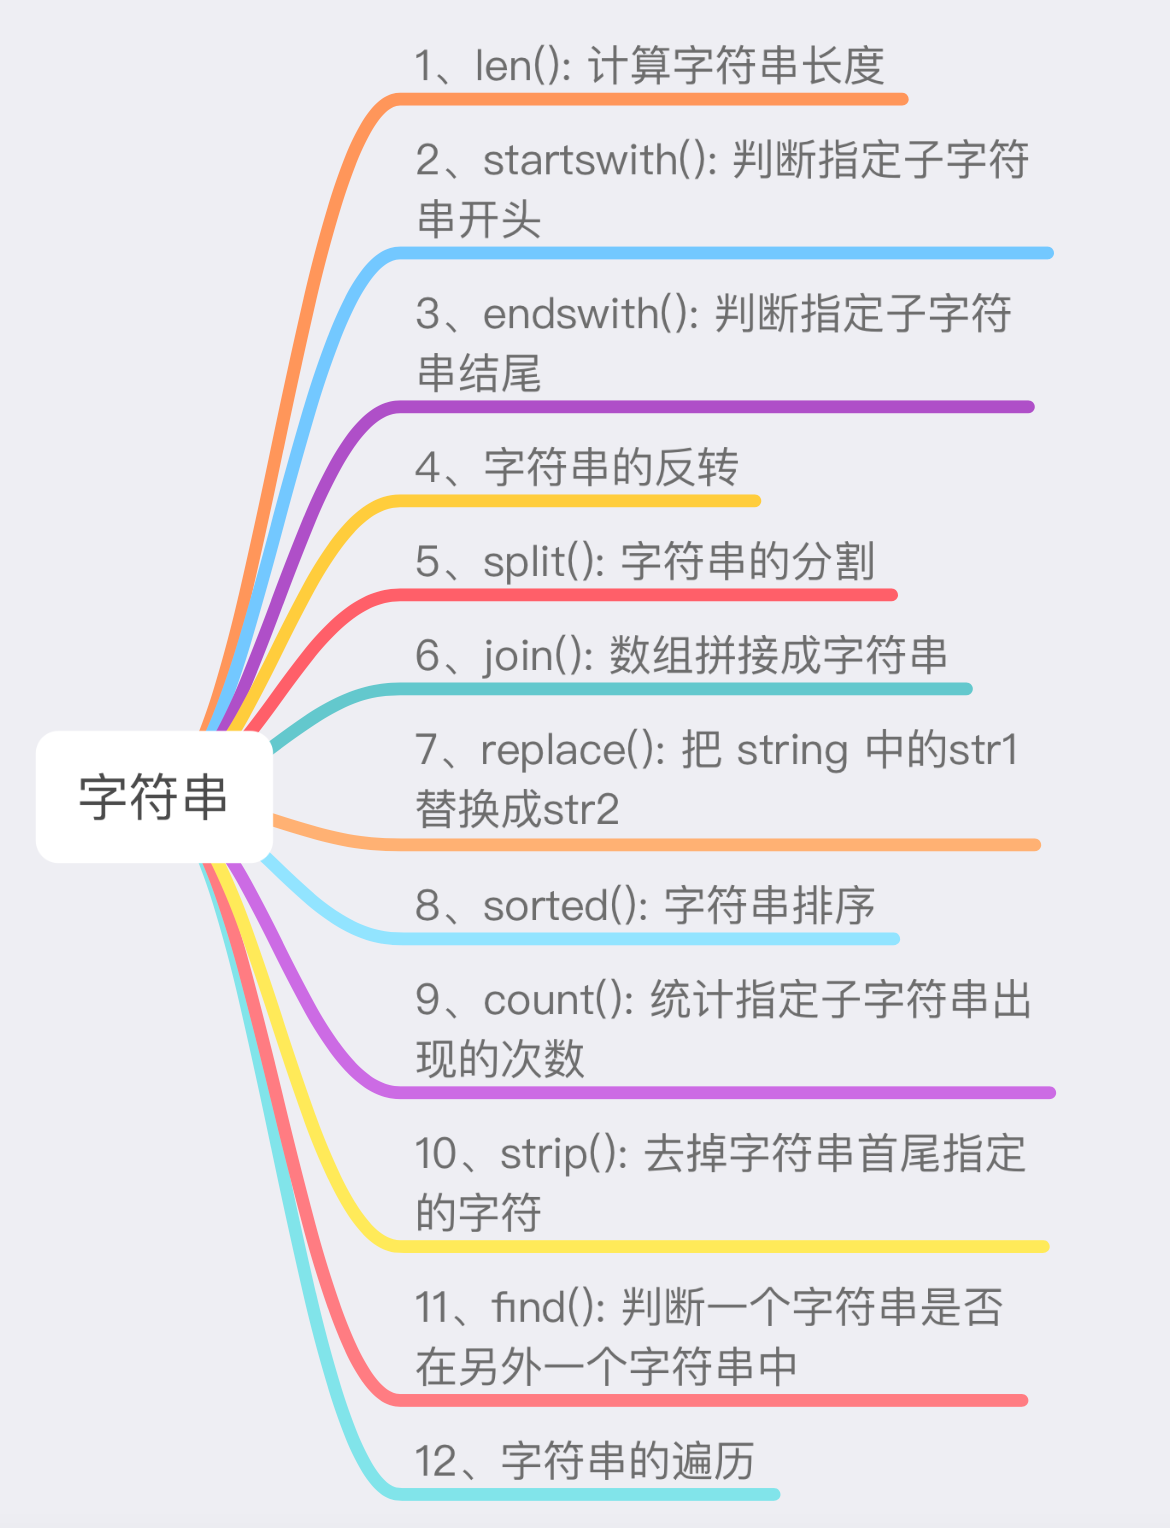 1、len(): 计算字符串长度
2、startswith(): 判断指定子字符
串开头
3、endswith(): 判断指定子字符
串结尾
4、字符串的反转
5、split(): 字符串的分割
6、join(): 数组拼接成字符串
字符串
7、replace(): 把 string 中的str1
替换成str2
8、sorted(): 字符串排序
9、count(): 统计指定子字符串出
现的次数
10、strip(): 去掉字符串首尾指定
的字符
11、find(): 判断一个字符串是否
在另外一个字符串中
12、字符串的遍历